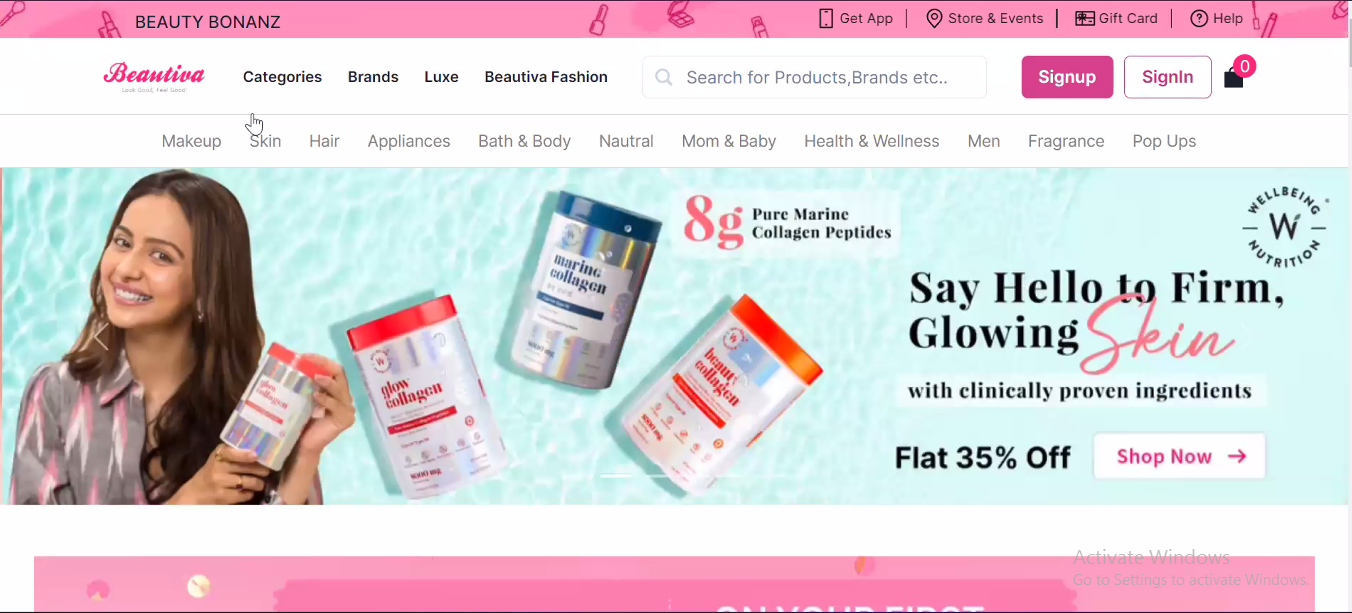 BEAUTY BONANZ
Get App
Store & Events
Gift Card
Help
Beautiva
Look Good, Feel Good
Categories
Brands
Luxe
Beautiva Fashion
Search for Products,Brands etc..
Signup
SignIn
0
Makeup
Skin
Hair
Appliances
Bath & Body
Nautral
Mom & Baby
Health & Wellness
Men
Fragrance
Pop Ups
8g Pure Marine
Collagen Peptides
WELLBEING
W
NUTRITION
Say Hello to Firm,
Glowing Skin
with clinically proven ingredients
Flat 35% Off
Shop Now
marine
collagen
glow
collagen
8000 mg
beauty
collagen
glow
collagen
Activate Windows
Go to Settings to activate Windows.
ON YOUR FIRST